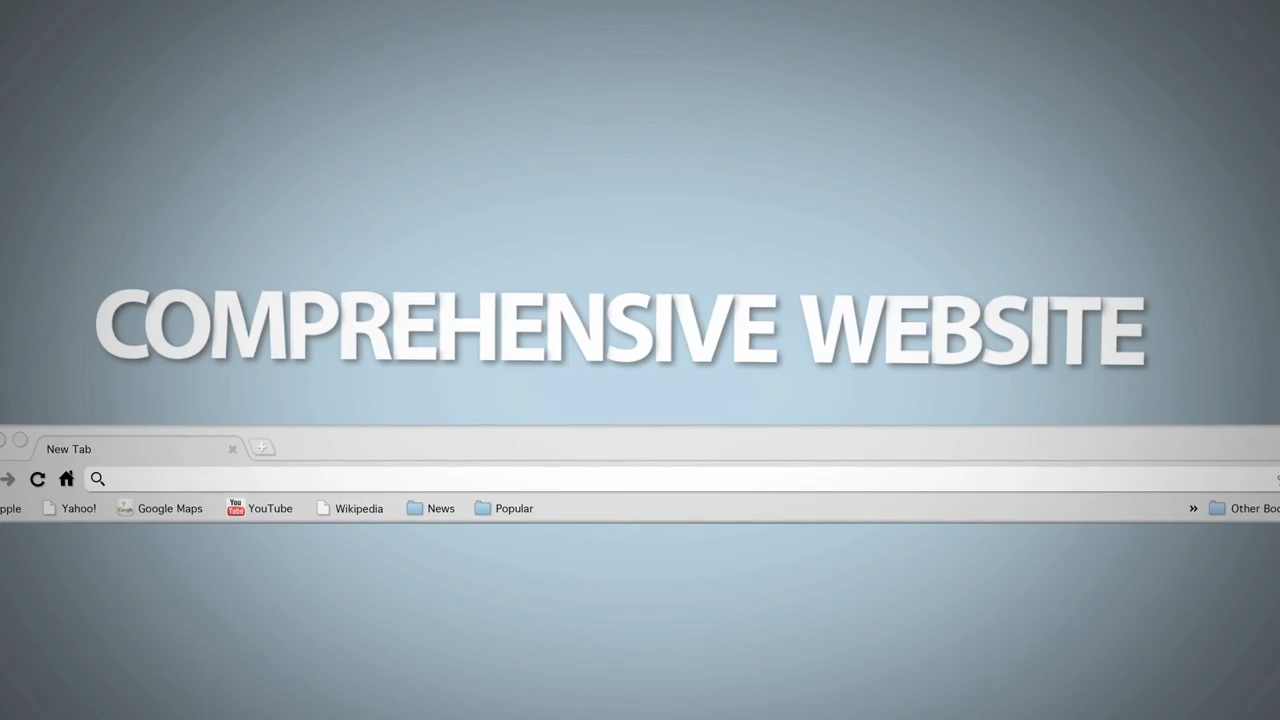 COMPREHENSIVE WEBSITE
New Tab
pple Yahoo! Google Maps YouTube Wikipedia News Popular » Other Boo